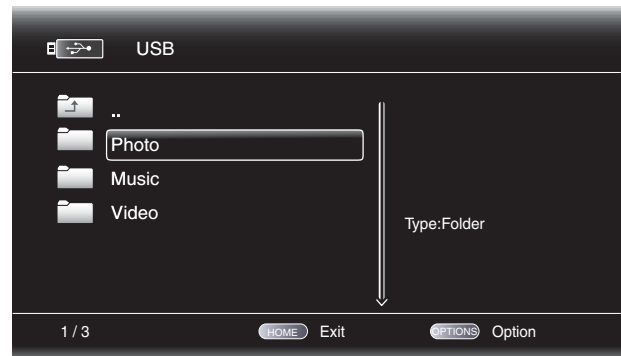 USB
..
Photo
Music
Video
Type:Folder
1 / 3
HOME Exit
OPTIONS Option